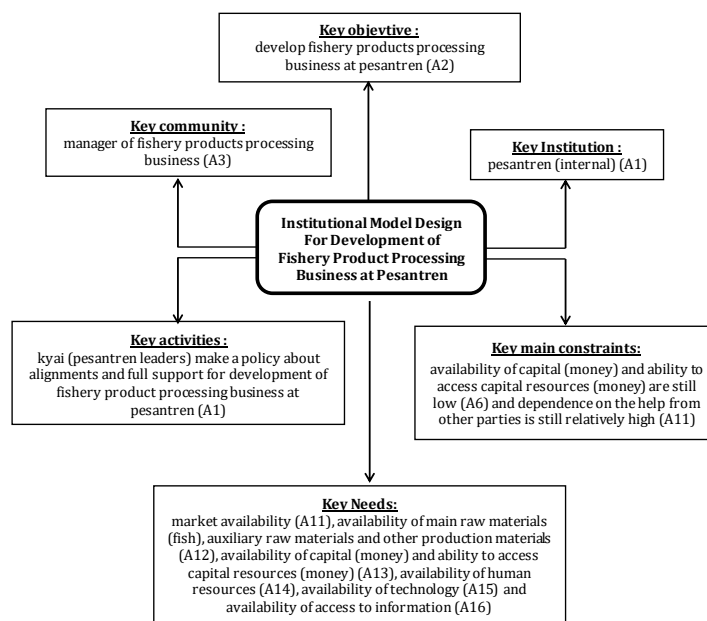 Key objevtive :
develop fishery products processing
business at pesantren (A2)
Key community :
manager of fishery products processing
business (A3)
Key Institution :
pesantren (internal) (A1)
Institutional Model Design
For Development of
Fishery Product Processing
Business at Pesantren
Key activities :
kyai (pesantren leaders) make a policy about
alignments and full support for development of
fishery product processing business at
pesantren (A1)
Key main constraints:
availability of capital (money) and ability to
access capital resources (money) are still
low (A6) and dependence on the help from
other parties is still relatively high (A11)
Key Needs:
market availability (A11), availability of main raw materials
(fish), auxiliary raw materials and other production materials
(A12), availability of capital (money) and ability to access
capital resources (money) (A13), availability of human
resources (A14), availability of technology (A15) and
availability of access to information (A16)